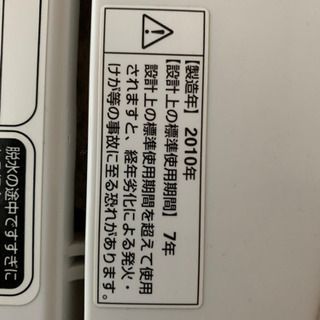 【製造年】 2010年
【設計上の標準使用期間】 7年
設計上の標準使用期間を超えて使用
されますと、経年劣化による発火・
けが等の事故に至る恐れがあります。
脱水の途中ですすぎに